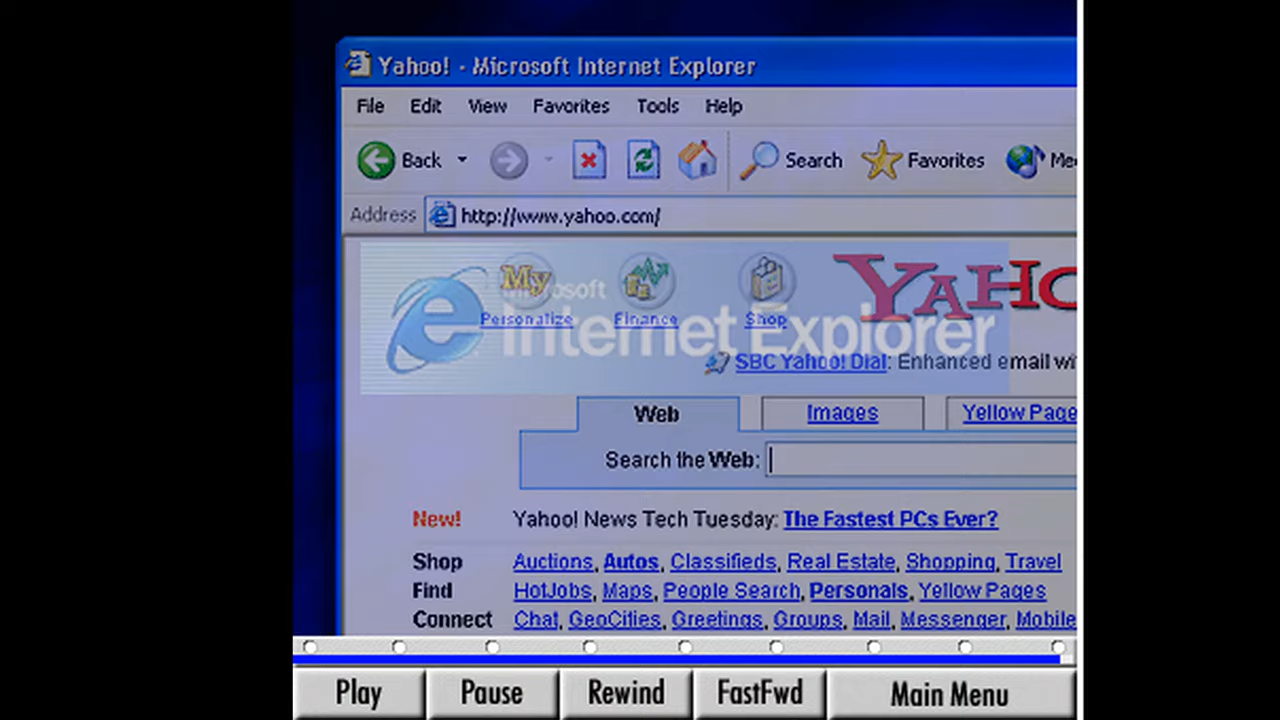 Yahoo! - Microsoft Internet Explorer
File Edit View Favorites Tools Help
Back Search Favorites Me
Address http://www.yahoo.com/
My YAHO
Microsoft
Internet Explorer
Personalize Finance Shop
SBC Yahoo! Dial: Enhanced email wi
Web Images Yellow Page
Search the Web:
New! Yahoo! News Tech Tuesday: The Fastest PCs Ever?
Shop Auctions, Autos, Classifieds, Real Estate, Shopping, Travel
Find HotJobs, Maps, People Search, Personals, Yellow Pages
Connect Chat, GeoCities, Greetings, Groups, Mail, Messenger, Mobile
Play Pause Rewind FastFwd Main Menu